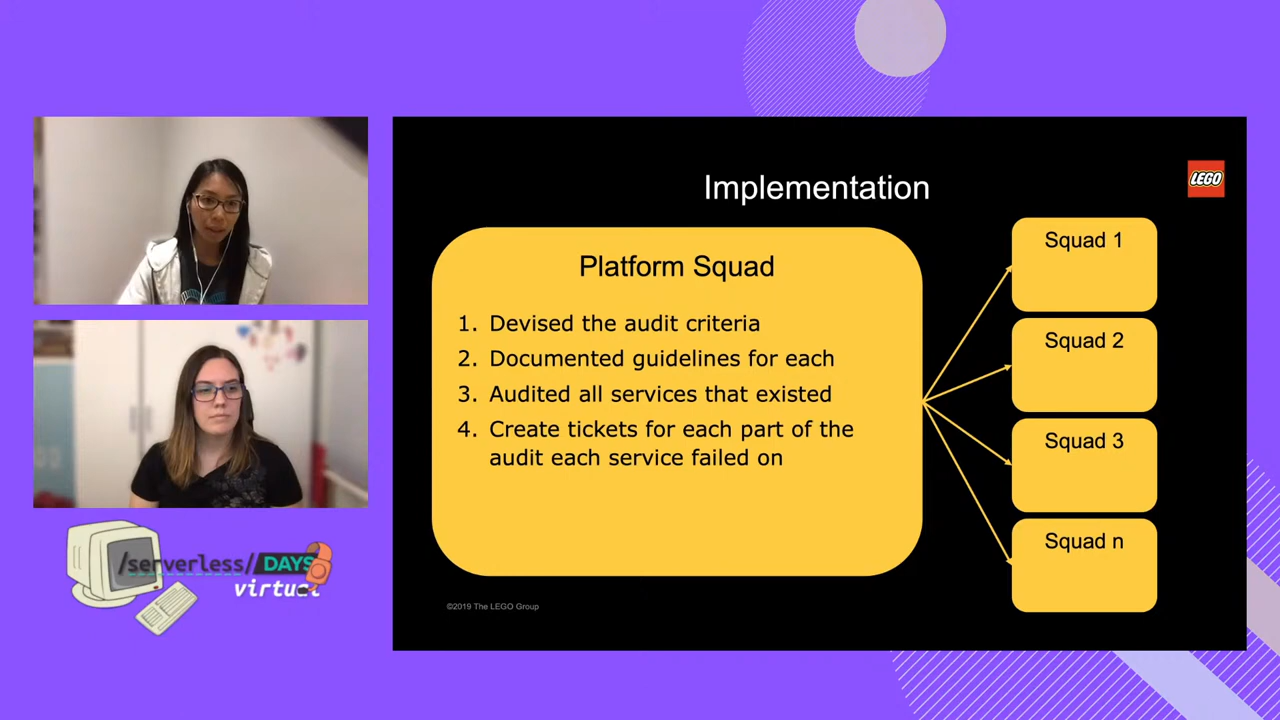 Implementation
LEGO
Platform Squad
1. Devised the audit criteria
2. Documented guidelines for each
3. Audited all services that existed
4. Create tickets for each part of the
audit each service failed on
Squad 1
Squad 2
Squad 3
Squad n
©2019 The LEGO Group
/serverless/DAYS
virtual